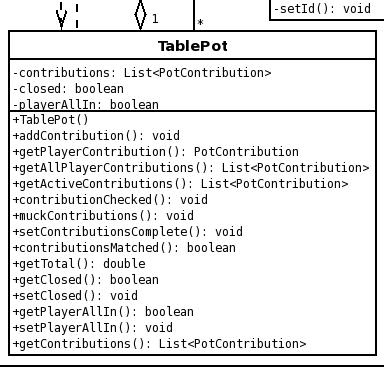 -setId(): void
1
*
TablePot
-contributions: List<PotContribution>
-closed: boolean
-playerAllIn: boolean
+TablePot()
+addContribution(): void
+getPlayerContribution(): PotContribution
+getAllPlayerContributions(): List<PotContribution>
+getActiveContributions(): List<PotContribution>
+contributionChecked(): void
+muckContributions(): void
+setContributionsComplete(): void
+contributionsMatched(): boolean
+getTotal(): double
+getClosed(): boolean
+setClosed(): void
+getPlayerAllIn(): boolean
+setPlayerAllIn(): void
+getContributions(): List<PotContribution>